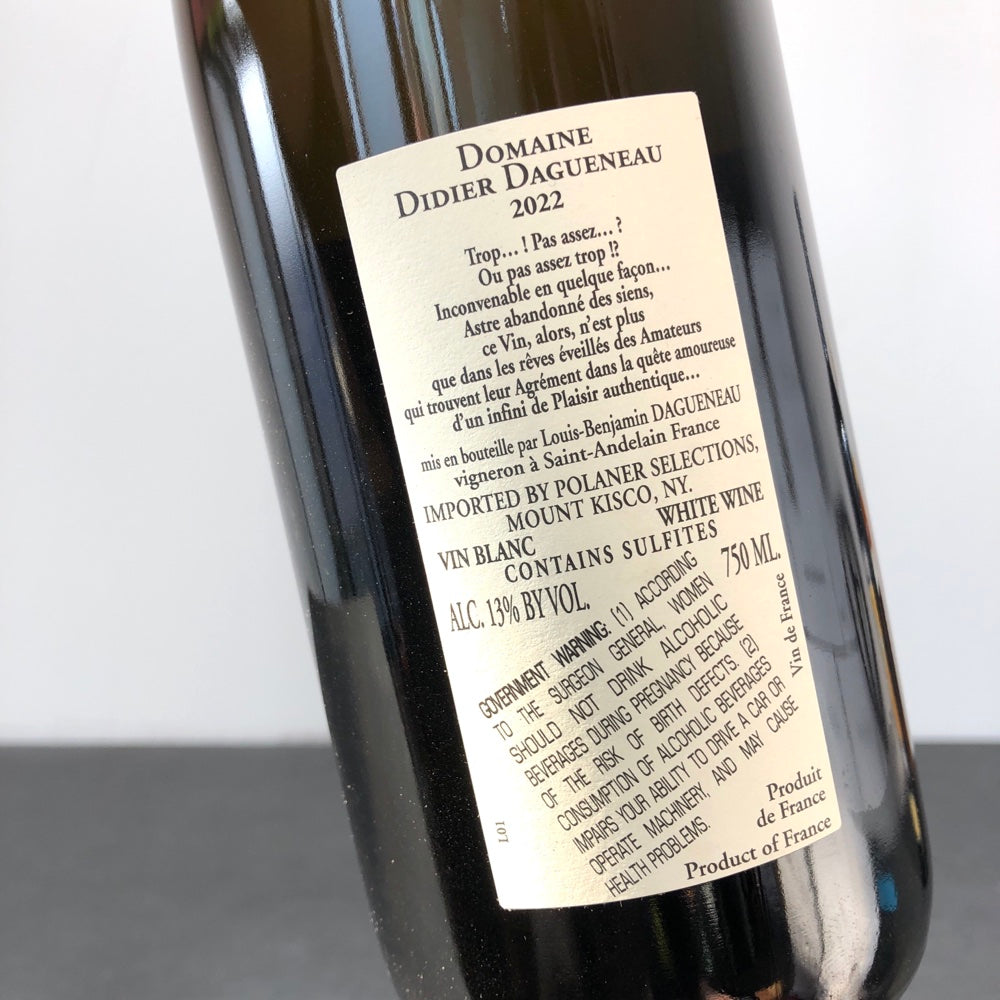 DOMAINE
DIDIER DAGUENEAU
2022
Trop... ! Pas assez... ?
Ou pas assez trop !?
Inconvenable en quelque façon...
Astre abandonné des siens,
ce Vin, alors, n'est plus
que dans les rêves éveillés des Amateurs
qui trouvent leur Agrément dans la quête amoureuse
d'un infini de Plaisir authentique...
mis en bouteille par Louis-Benjamin DAGUENEAU
vigneron à Saint-Andelain France
IMPORTED BY POLANER SELECTIONS,
MOUNT KISCO, NY.
VIN BLANC
WHITE WINE
CONTAINS SULFITES
ALC. 13% BY VOL.
750 ML.
GOVERNMENT WARNING: (1) ACCORDING
TO THE SURGEON GENERAL, WOMEN
SHOULD NOT DRINK ALCOHOLIC
BEVERAGES DURING PREGNANCY BECAUSE
OF THE RISK OF BIRTH DEFECTS. (2)
CONSUMPTION OF ALCOHOLIC BEVERAGES
IMPAIRS YOUR ABILITY TO DRIVE A CAR OR
OPERATE MACHINERY, AND MAY CAUSE
HEALTH PROBLEMS.
Vin de France
L01
Produit
de France
Product of France